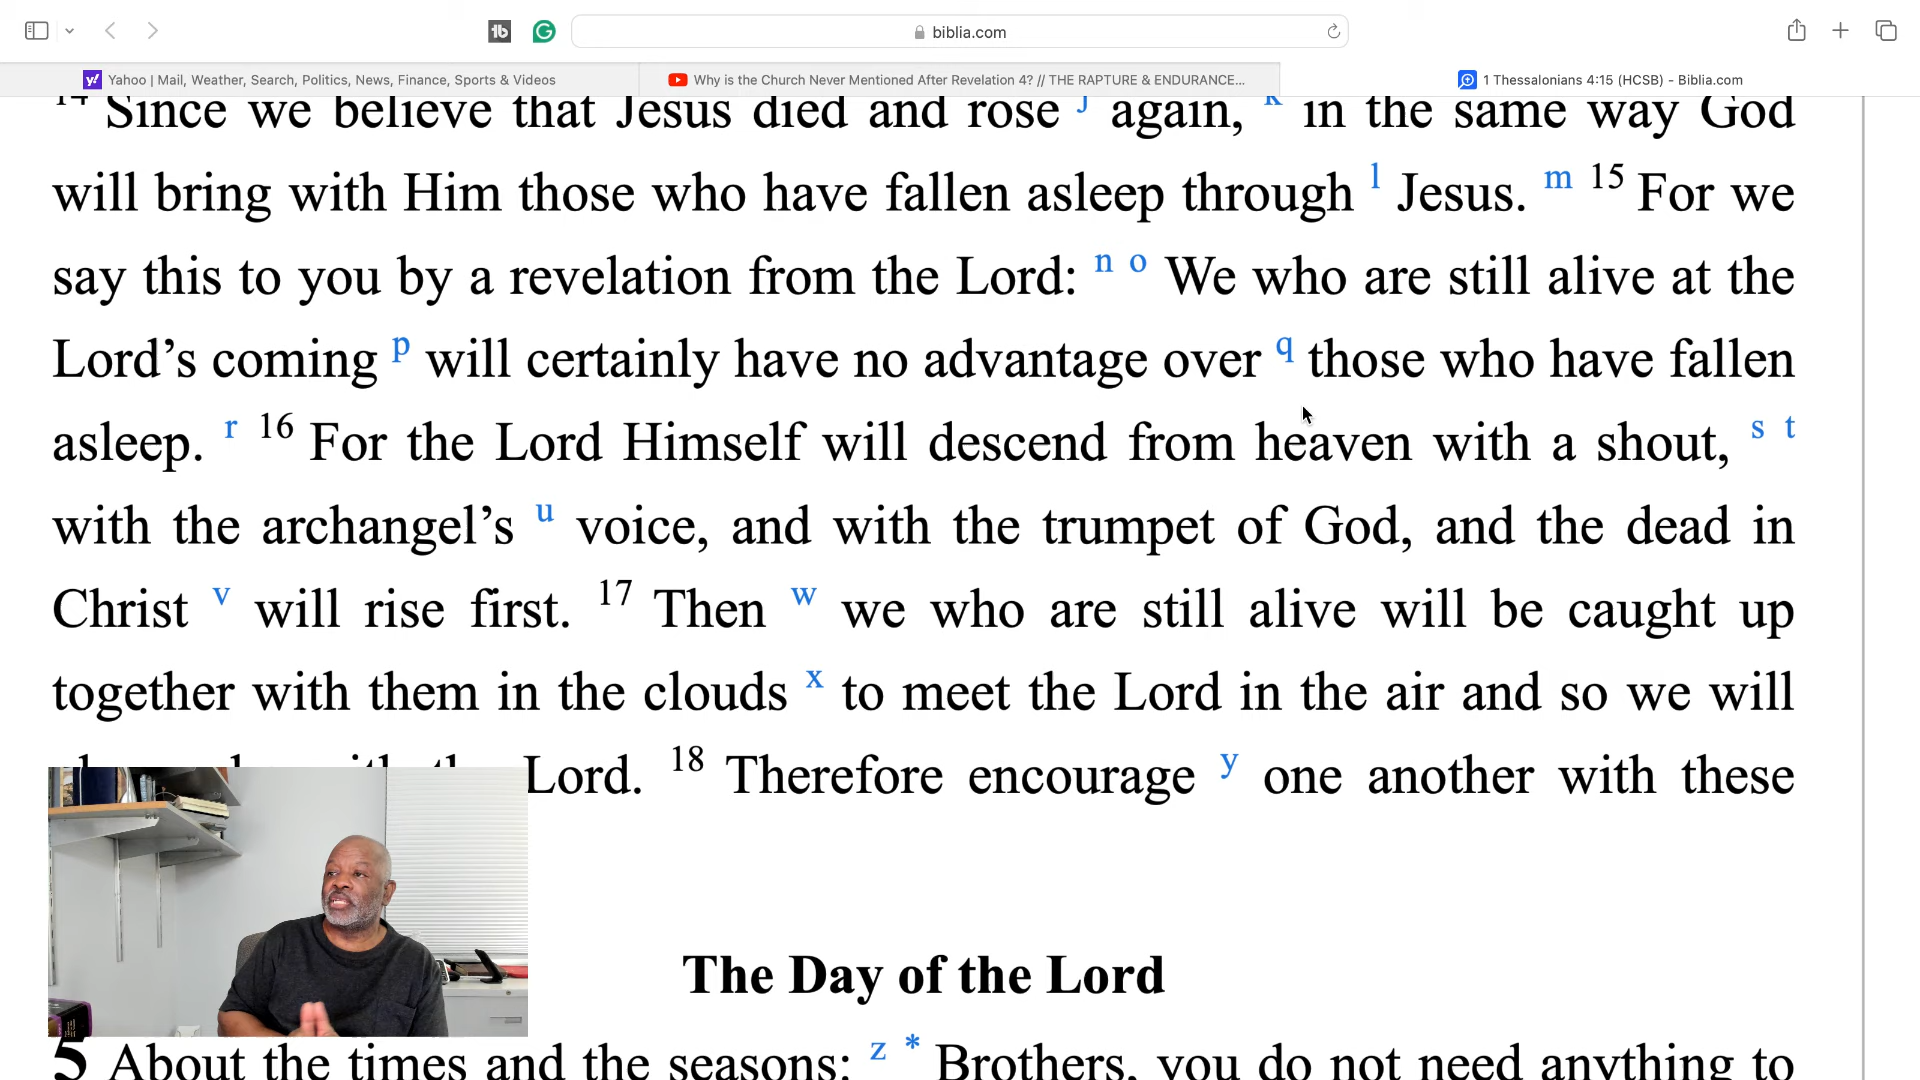 biblia.com
Yahoo | Mail, Weather, Search, Politics, News, Finance, Sports & Videos
Why is the Church Never Mentioned After Revelation 4? // THE RAPTURE & ENDURANCE...
1 Thessalonians 4:15 (HCSB) - Biblia.com
14 Since we believe that Jesus died and rose j again, k in the same way God
will bring with Him those who have fallen asleep through l Jesus. m 15 For we
say this to you by a revelation from the Lord: n o We who are still alive at the
Lord’s coming p will certainly have no advantage over q those who have fallen
asleep. r 16 For the Lord Himself will descend from heaven with a shout, s t
with the archangel’s u voice, and with the trumpet of God, and the dead in
Christ v will rise first. 17 Then w we who are still alive will be caught up
together with them in the clouds x to meet the Lord in the air and so we will
Lord. 18 Therefore encourage y one another with these
The Day of the Lord
5 About the times and the seasons: z * Brothers, you do not need anything to